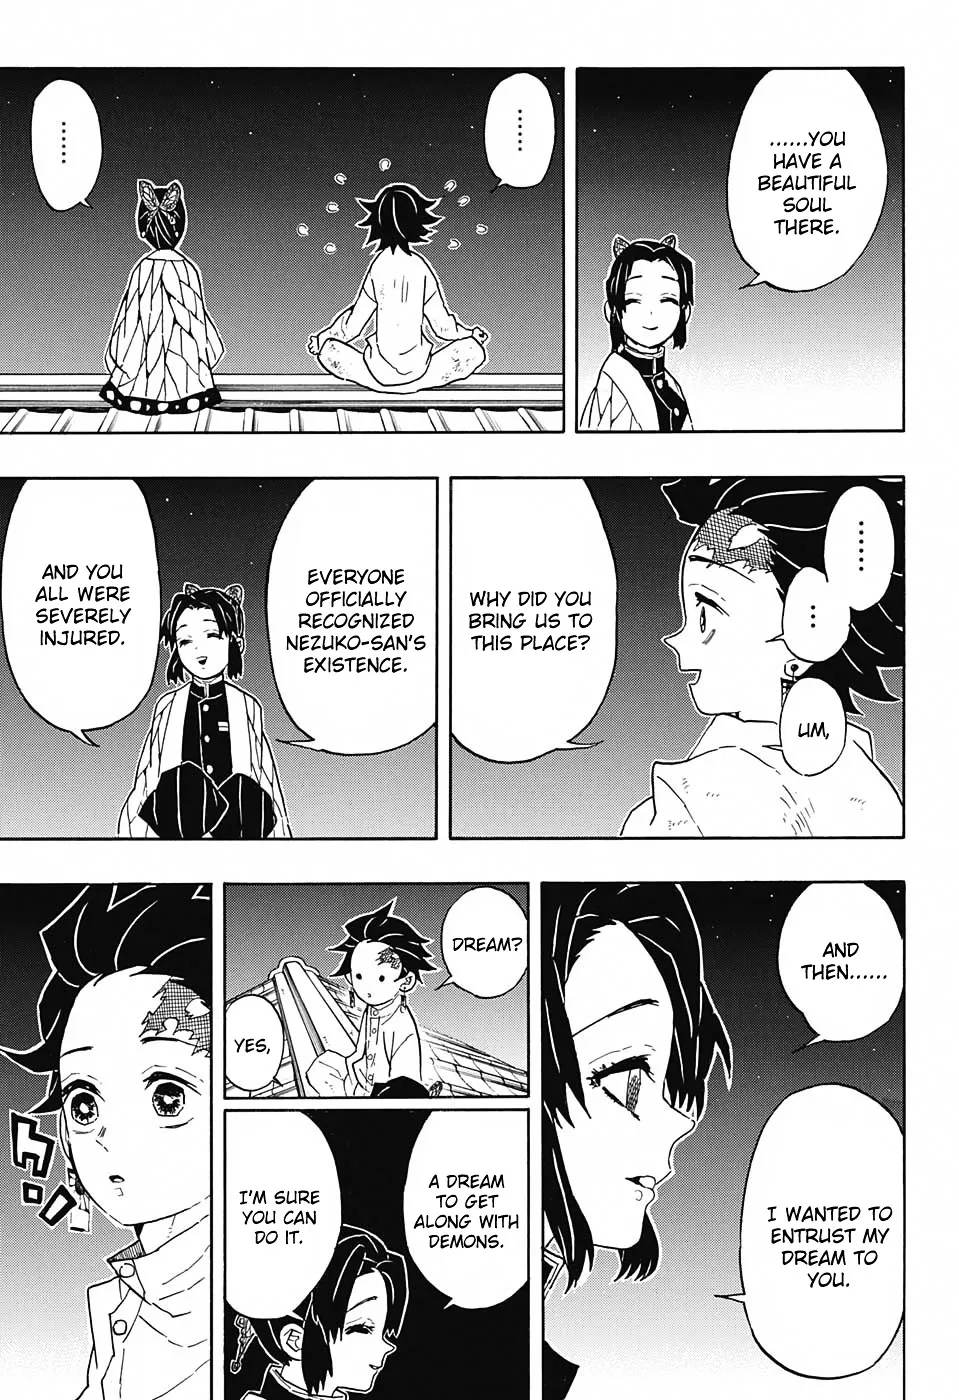 ......YOU
HAVE A
BEAUTIFUL
SOUL
THERE.
.......
.......
.......
...
UM,
WHY DID YOU
BRING US TO
THIS PLACE?
EVERYONE
OFFICIALLY
RECOGNIZED
NEZUKO-SAN'S
EXISTENCE.
AND YOU
ALL WERE
SEVERELY
INJURED.
AND
THEN......
I WANTED TO
ENTRUST MY
DREAM TO
YOU.
DREAM?
YES,
A DREAM
TO GET
ALONG WITH
DEMONS.
I'M SURE
YOU CAN
DO IT.